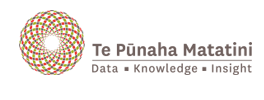 Te Pūnaha Matatini
Data ▪ Knowledge ▪ Insight